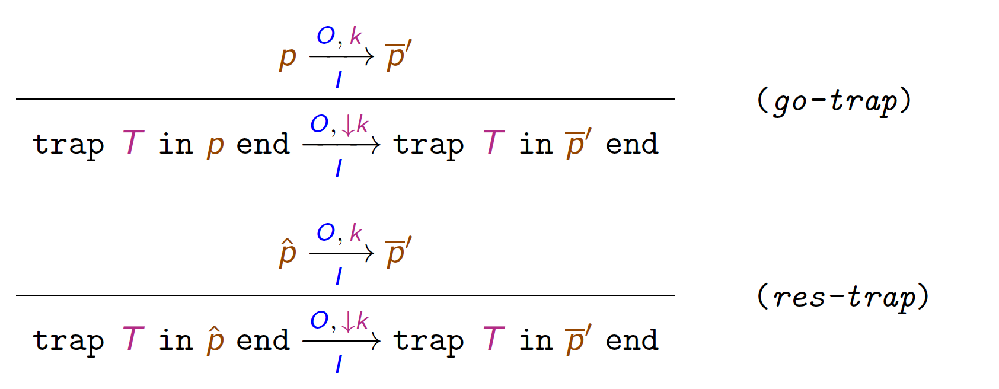 p O, k → I p̅′
(go-trap)
trap T in p end O, ↓k → I trap T in p̅′ end
p̂ O, k → I p̅′
(res-trap)
trap T in p̂ end O, ↓k → I trap T in p̅′ end